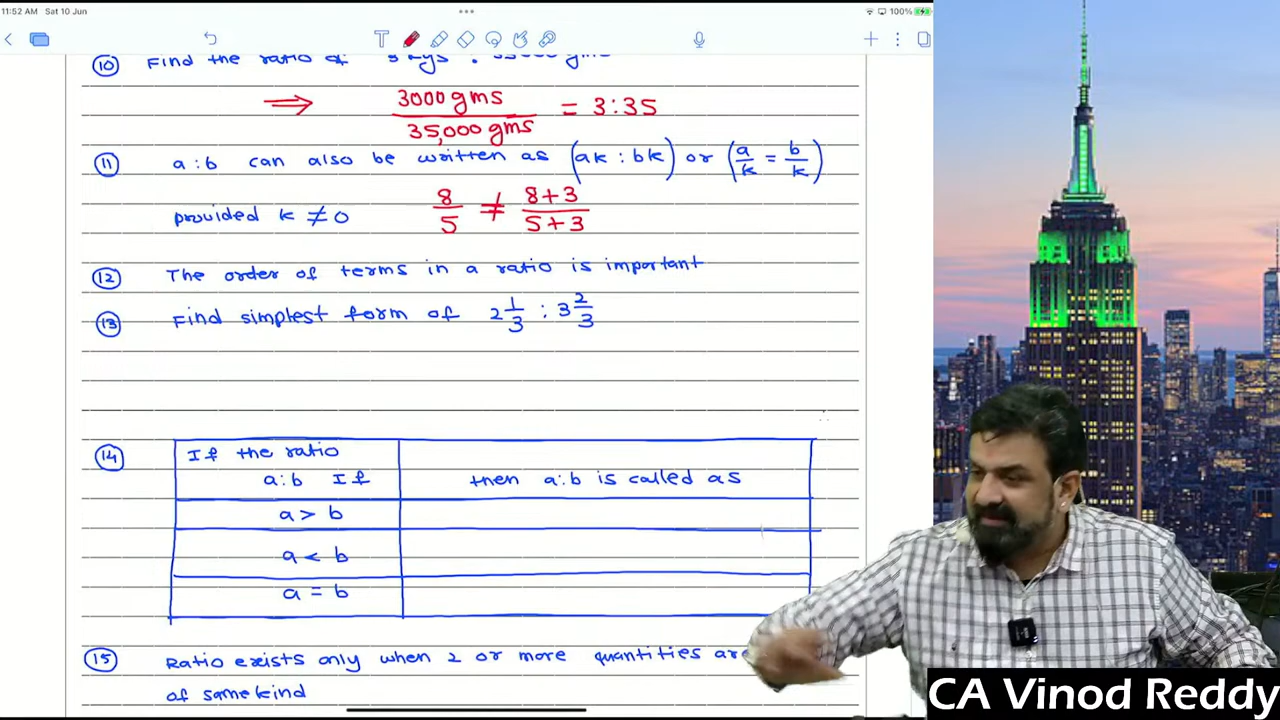 11:52 AM Sat 10 Jun
100%
10 Find the ratio of 3 kgs : 35000 gms
⇒ 3000 gms / 35,000 gms = 3:35
11 a:b can also be written as (ak : bk) or (a/k = b/k)
provided k ≠ 0 8/5 ≠ 8+3/5+3
12 The order of terms in a ratio is important
13 Find simplest form of 2 1/3 : 3 2/3
14 If the ratio
a:b If then a:b is called as
a > b
a < b
a = b
15 Ratio exists only when 2 or more quantities are
of same kind
CA Vinod Reddy